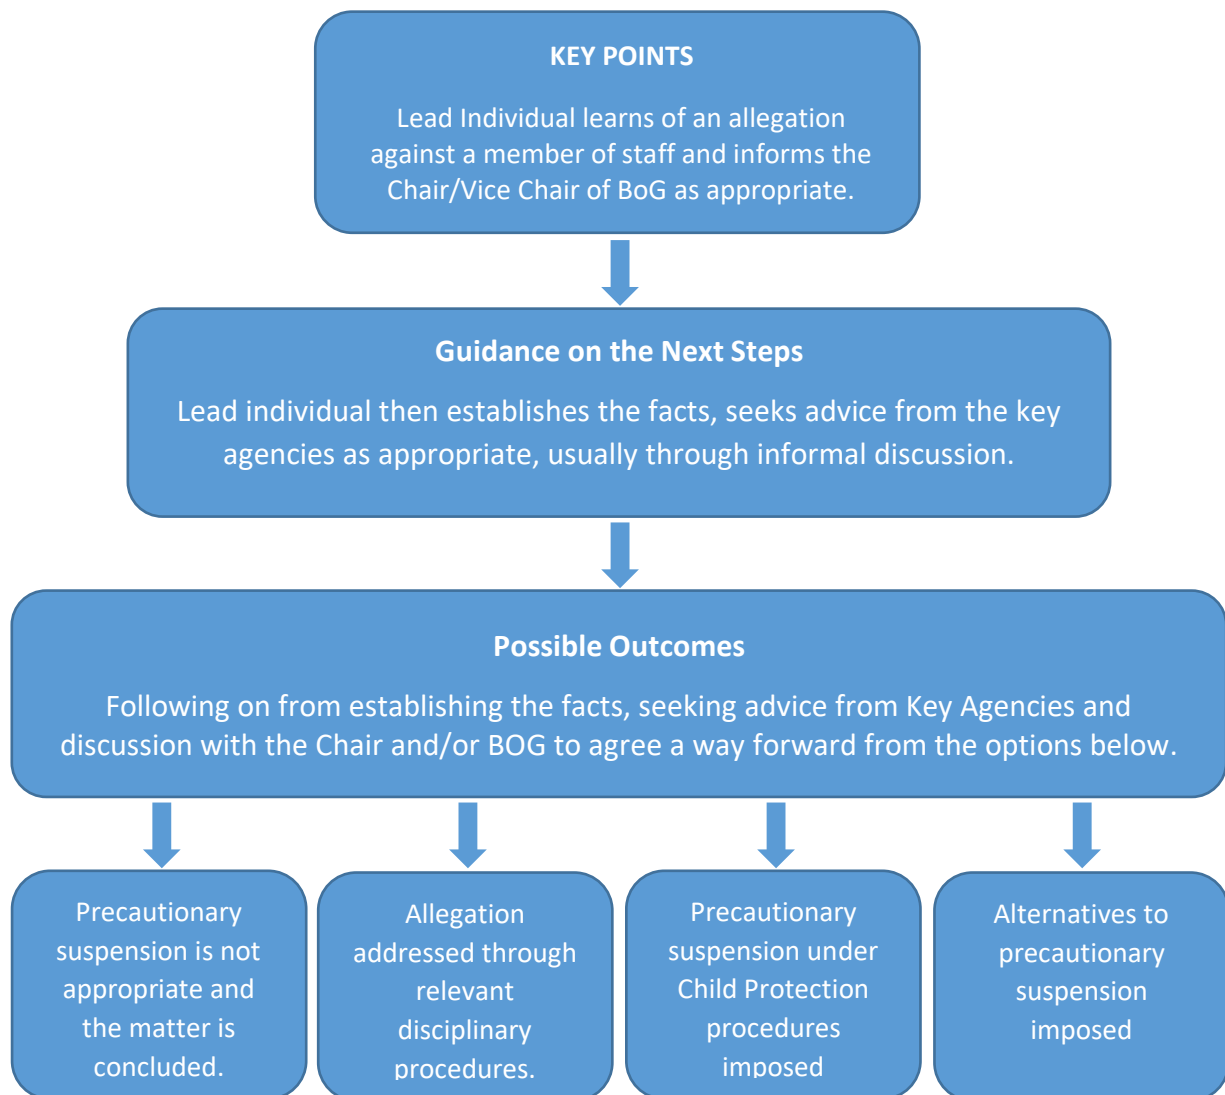 KEY POINTS
Lead Individual learns of an allegation
against a member of staff and informs the
Chair/Vice Chair of BoG as appropriate.
Guidance on the Next Steps
Lead individual then establishes the facts, seeks advice from the key
agencies as appropriate, usually through informal discussion.
Possible Outcomes
Following on from establishing the facts, seeking advice from Key Agencies and
discussion with the Chair and/or BOG to agree a way forward from the options below.
Precautionary
suspension is not
appropriate and
the matter is
concluded.
Allegation
addressed through
relevant
disciplinary
procedures.
Precautionary
suspension under
Child Protection
procedures
imposed
Alternatives to
precautionary
suspension
imposed